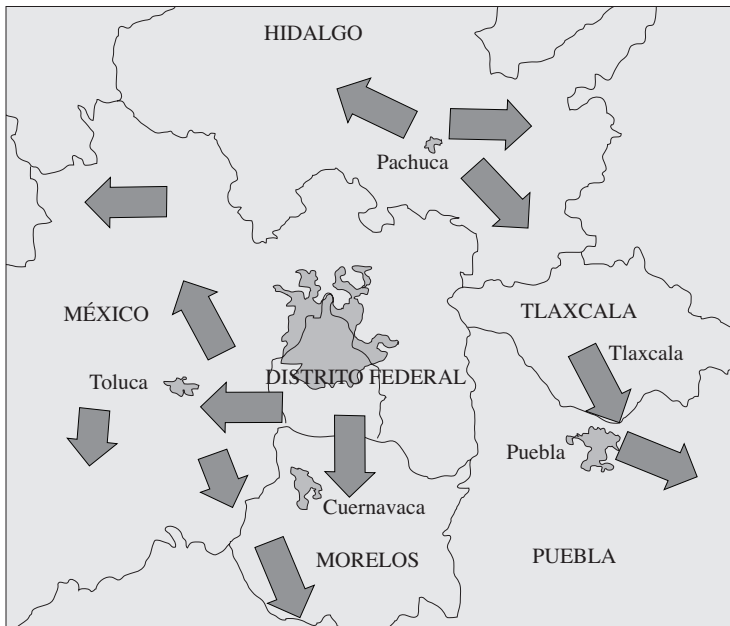 HIDALGO
Pachuca
MÉXICO
TLAXCALA
Tlaxcala
Toluca
DISTRITO FEDERAL
Puebla
Cuernavaca
MORELOS
PUEBLA